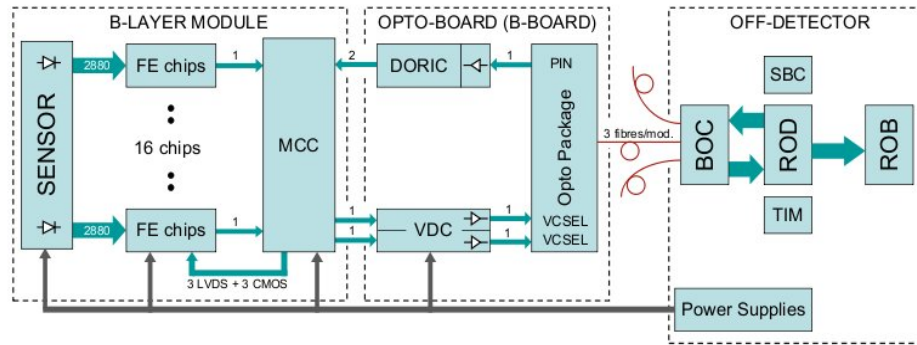 B-LAYER MODULE
OPTO-BOARD (B-BOARD)
OFF-DETECTOR
SENSOR
2880
FE chips
1
MCC
2
DORIC
1
PIN
SBC
16 chips
Opto Package
3 fibres/mod.
BOC
ROD
ROB
2880
FE chips
1
1
1
VDC
1
1
VCSEL
VCSEL
TIM
3 LVDS + 3 CMOS
Power Supplies